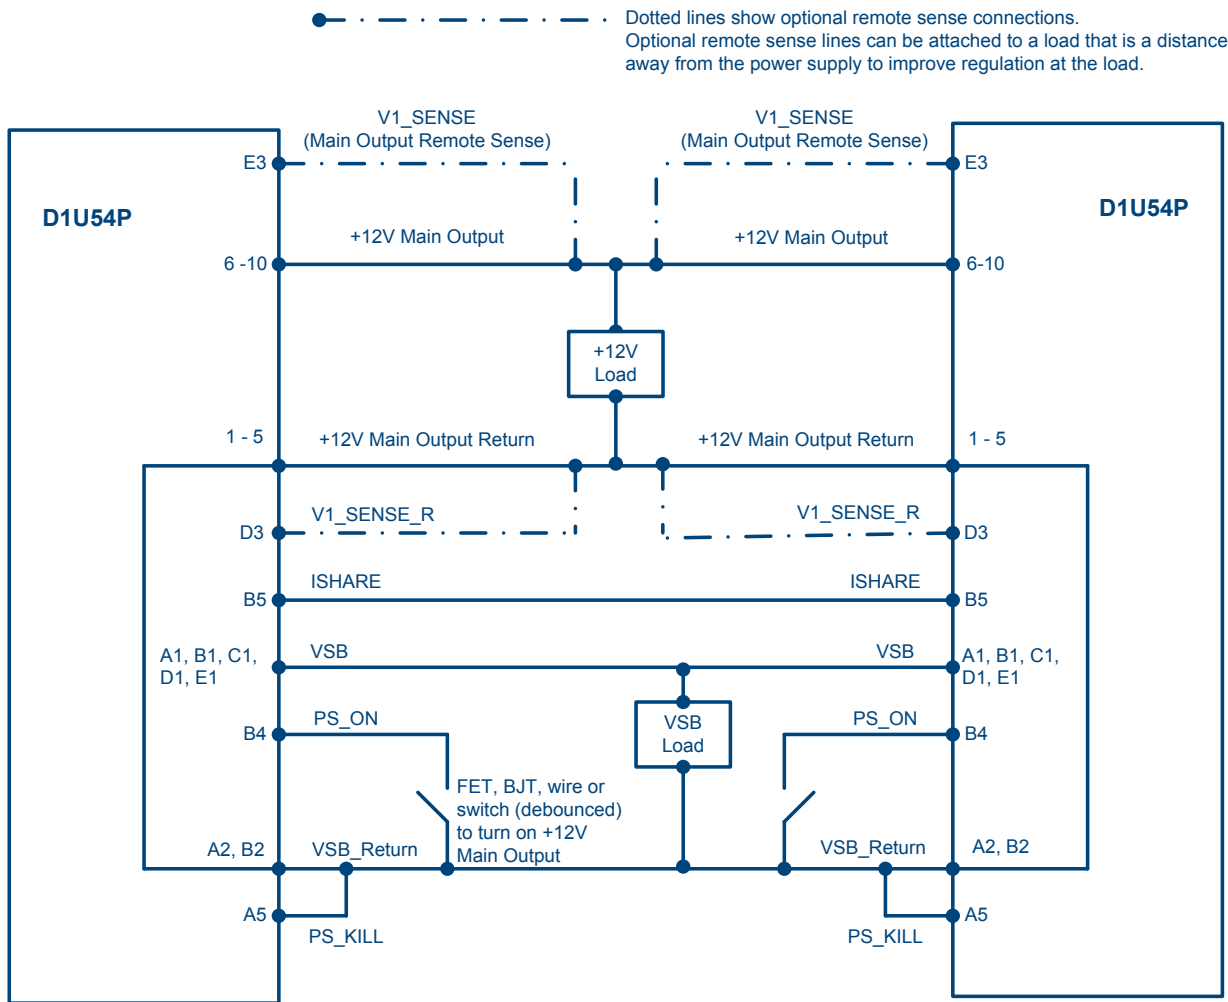 Dotted lines show optional remote sense connections.
Optional remote sense lines can be attached to a load that is a distance
away from the power supply to improve regulation at the load.
V1_SENSE
(Main Output Remote Sense)
V1_SENSE
(Main Output Remote Sense)
E3
E3
D1U54P
D1U54P
+12V Main Output
+12V Main Output
6 -10
6-10
+12V
Load
1 - 5
+12V Main Output Return
+12V Main Output Return
1 - 5
V1_SENSE_R
V1_SENSE_R
D3
D3
ISHARE
ISHARE
B5
B5
A1, B1, C1,
D1, E1
VSB
VSB
A1, B1, C1,
D1, E1
PS_ON
VSB
Load
PS_ON
B4
B4
FET, BJT, wire or
switch (debounced)
to turn on +12V
Main Output
A2, B2
VSB_Return
VSB_Return
A2, B2
A5
A5
PS_KILL
PS_KILL